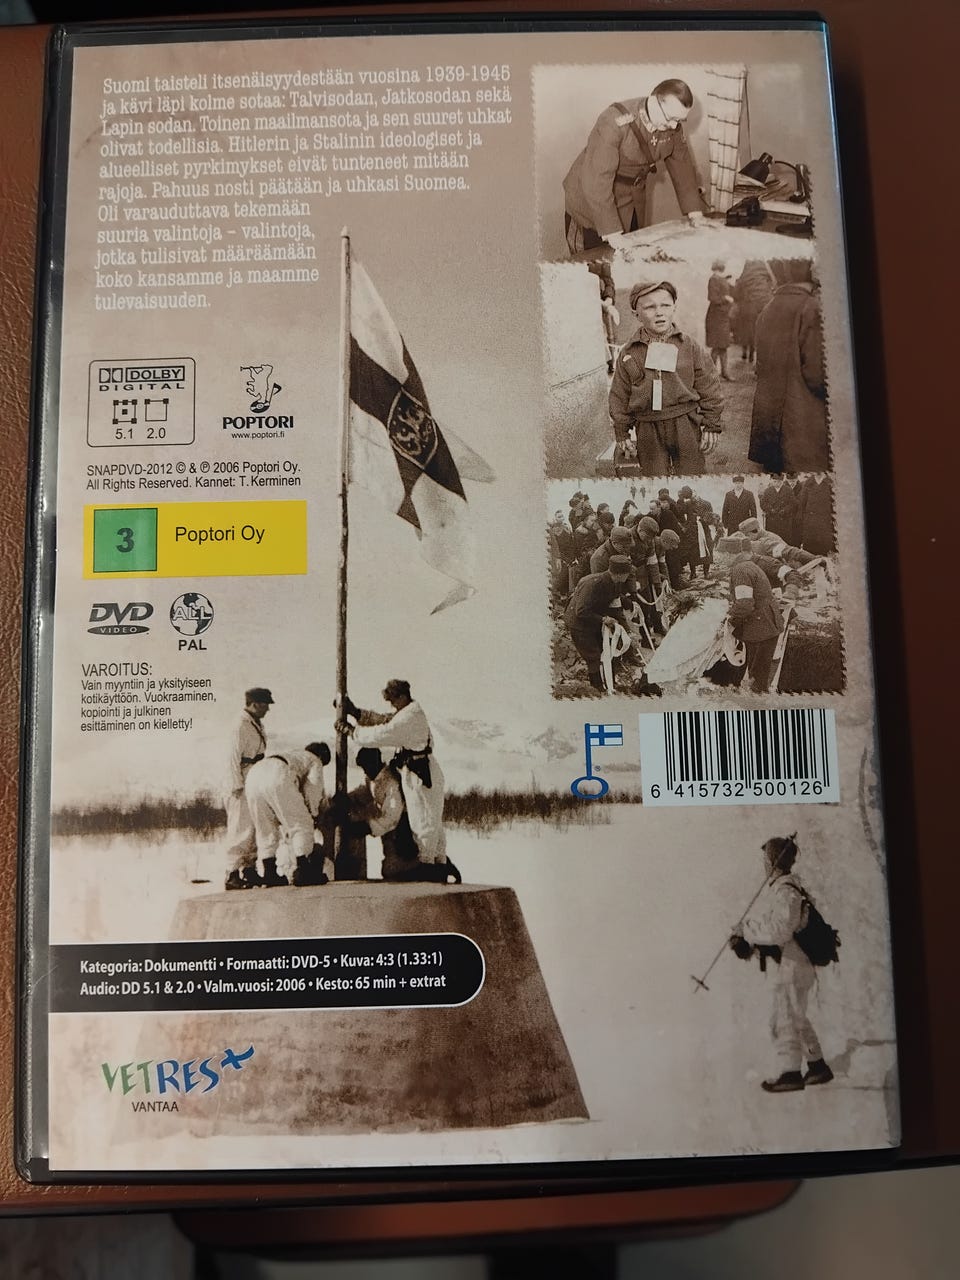 Suomi taisteli itsenäisyydestään vuosina 1939-1945
ja kävi läpi kolme sotaa: Talvisodan, Jatkosodan sekä
Lapin sodan. Toinen maailmansota ja sen suuret uhkat
olivat todellisia. Hitlerin ja Stalinin ideologiset ja
alueelliset pyrkimykset eivät tunteneet mitään
rajoja. Pahuus nosti päätään ja uhkasi Suomea.
Oli varauduttava tekemään
suuria valintoja – valintoja,
jotka tulisivat määräämään
koko kansamme ja maamme
tulevaisuuden.
DOLBY
DIGITAL
5.1 2.0
POPTORI
www.poptori.fi
SNAPDVD-2012 © & ℗ 2006 Poptori Oy.
All Rights Reserved. Kannet: T. Kerminen
3 Poptori Oy
DVD
VIDEO
ALL
PAL
VAROITUS:
Vain myyntiin ja yksityiseen
kotikäyttöön. Vuokraaminen,
kopiointi ja julkinen
esittäminen on kielletty!
6 415732 500126
Kategoria: Dokumentti • Formaatti: DVD-5 • Kuva: 4:3 (1.33:1)
Audio: DD 5.1 & 2.0 • Valm.vuosi: 2006 • Kesto: 65 min + extrat
VETRES
VANTAA